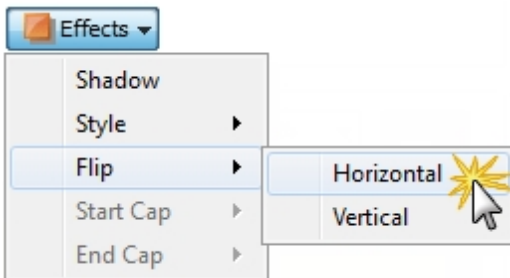 Effects
Shadow
Style
Flip
Horizontal
Start Cap
Vertical
End Cap